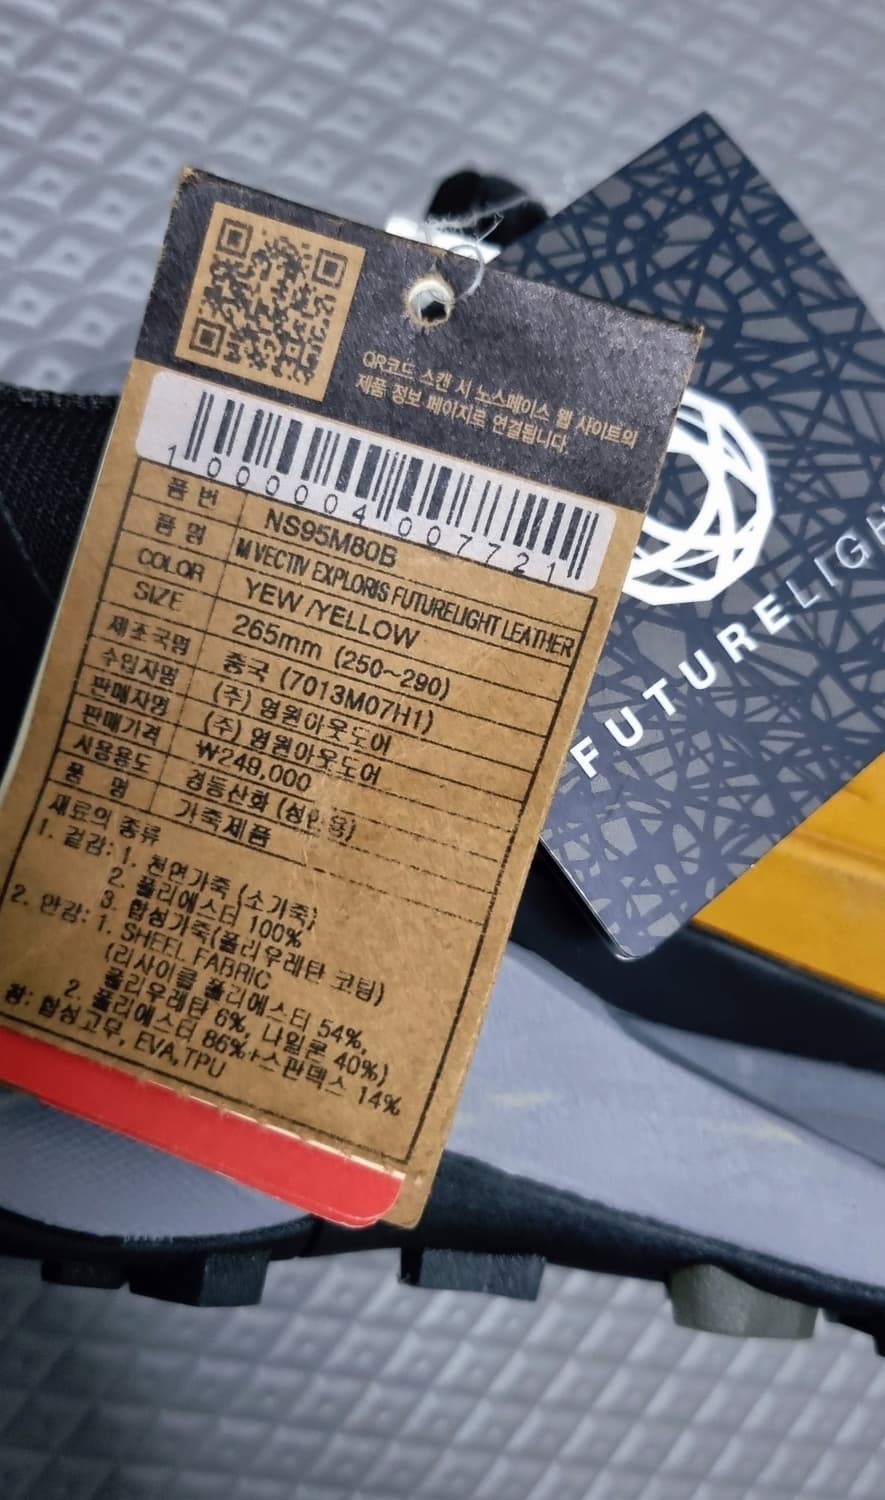 QR코드 스캔 시 노스페이스 웹 사이트의
제품 정보 페이지로 연결됩니다.
100004007721
품 번 NS95M80B
품 명 M VECTIV EXPLORIS FUTURELIGHT LEATHER
COLOR YEW /YELLOW
SIZE 265mm (250~290)
제조국명 중국 (7013M07H1)
수입자명 (주) 영원아웃도어
판매자명 (주) 영원아웃도어
판매가격 ₩249,000
사용용도 경등산화 (성인용)
품 명 가죽제품
재료의 종류
1. 겉감: 1. 천연가죽 (소가죽)
2. 폴리에스터 100%
3. 합성가죽(폴리우레탄 코팅)
2. 안감: 1. SHEEL FABRIC
(리사이클 폴리에스터 54%,
폴리우레탄 6%, 나일론 40%)
2. 폴리에스터 86%+스판덱스 14%
창: 합성고무, EVA,TPU
FUTURELIGH